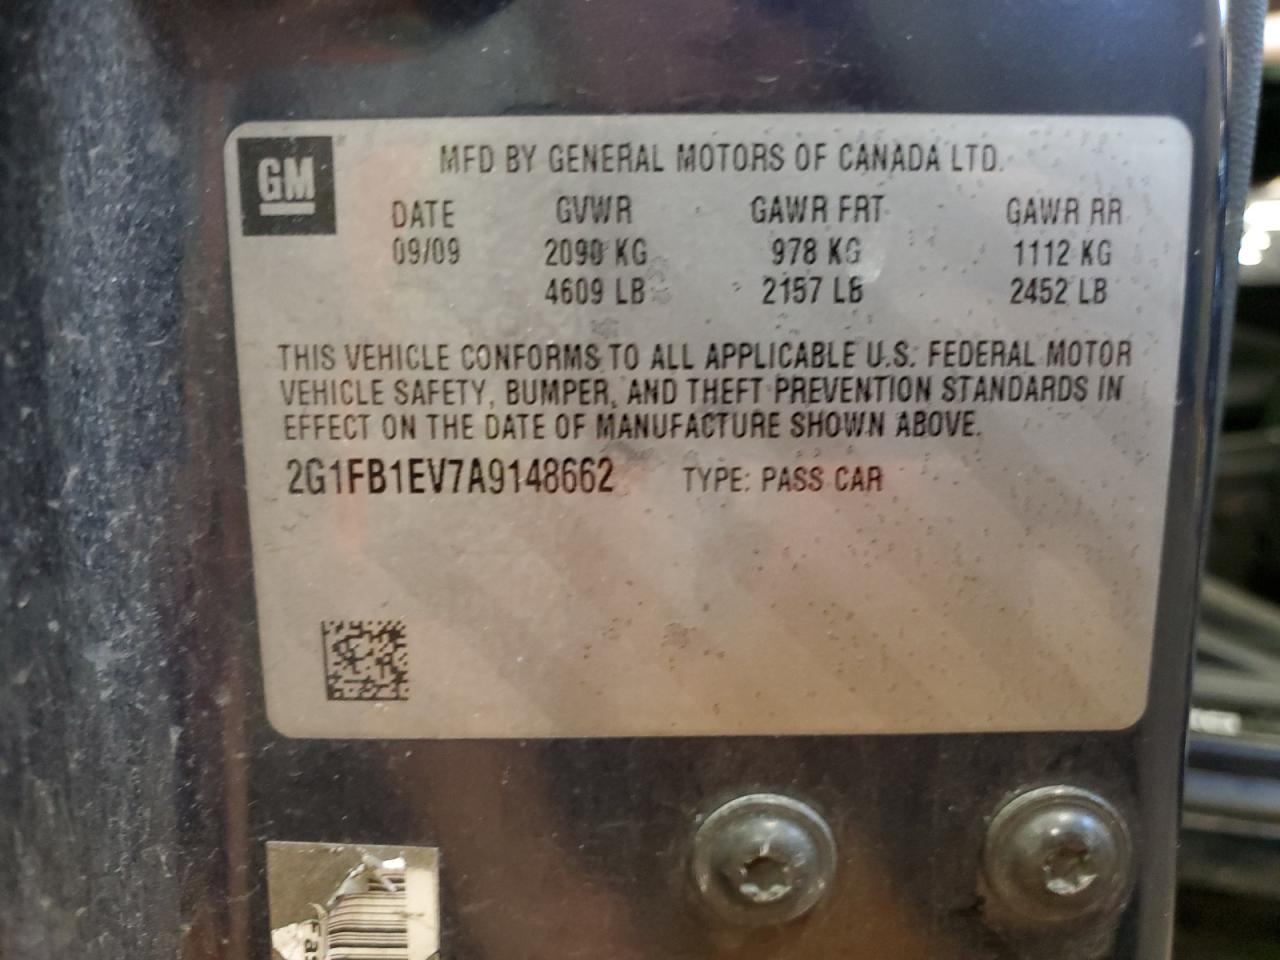 GM
MFD BY GENERAL MOTORS OF CANADA LTD.
DATE GVWR GAWR FRT GAWR RR
09/09 2090 KG 978 KG 1112 KG
4609 LB 2157 LB 2452 LB
THIS VEHICLE CONFORMS TO ALL APPLICABLE U.S. FEDERAL MOTOR
VEHICLE SAFETY, BUMPER, AND THEFT PREVENTION STANDARDS IN
EFFECT ON THE DATE OF MANUFACTURE SHOWN ABOVE.
2G1FB1EV7A9148662 TYPE: PASS CAR